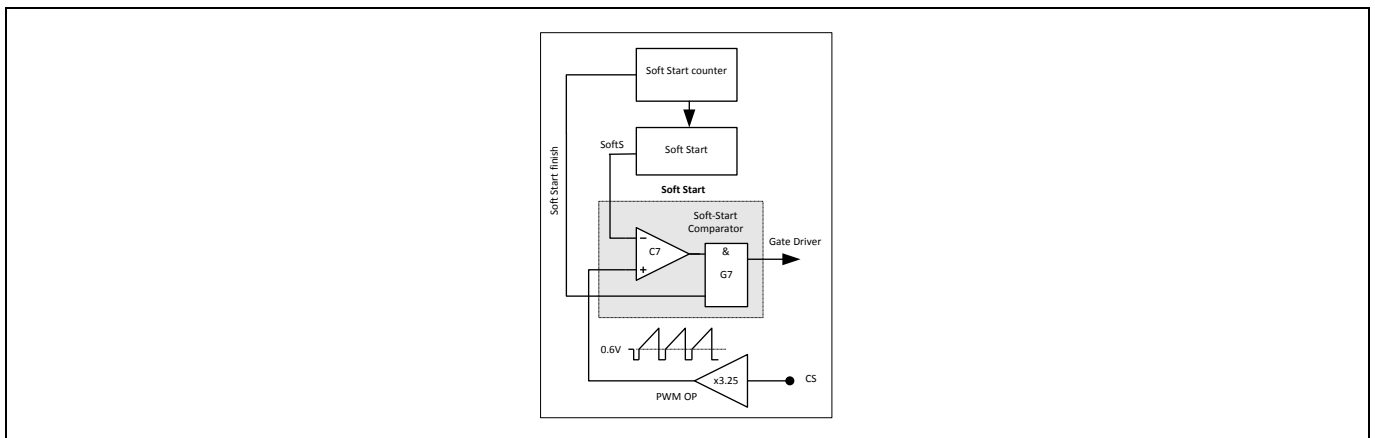 Soft Start counter
SoftS
Soft Start
Soft Start finish
Soft Start
Soft-Start
Comparator
Gate Driver
−
C7
+
&
G7
0.6V
x3.25
CS
PWM OP